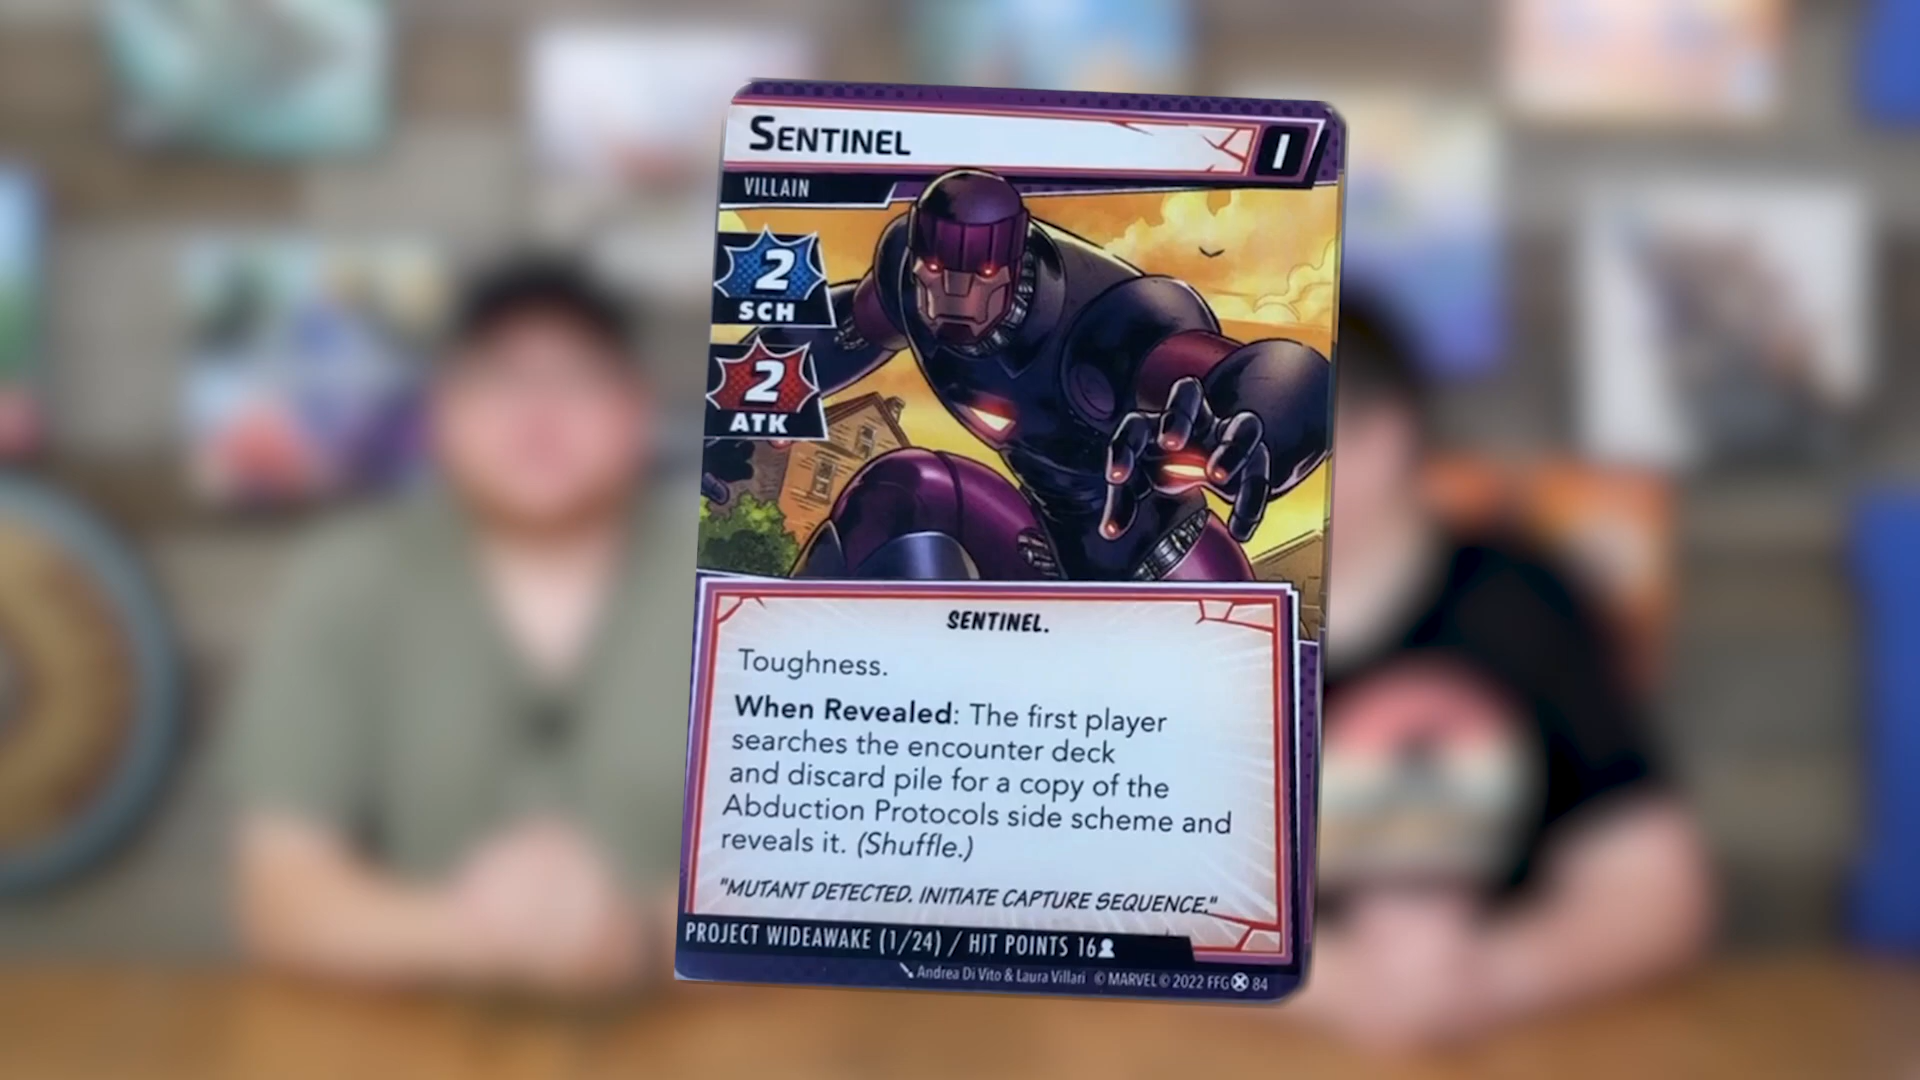 SENTINEL
I
VILLAIN
2
SCH
2
ATK
SENTINEL.
Toughness.
When Revealed: The first player
searches the encounter deck
and discard pile for a copy of the
Abduction Protocols side scheme and
reveals it. (Shuffle.)
"MUTANT DETECTED. INITIATE CAPTURE SEQUENCE."
PROJECT WIDEAWAKE (1/24) / HIT POINTS 16
Andrea Di Vito & Laura Villari © MARVEL © 2022 FFG 84